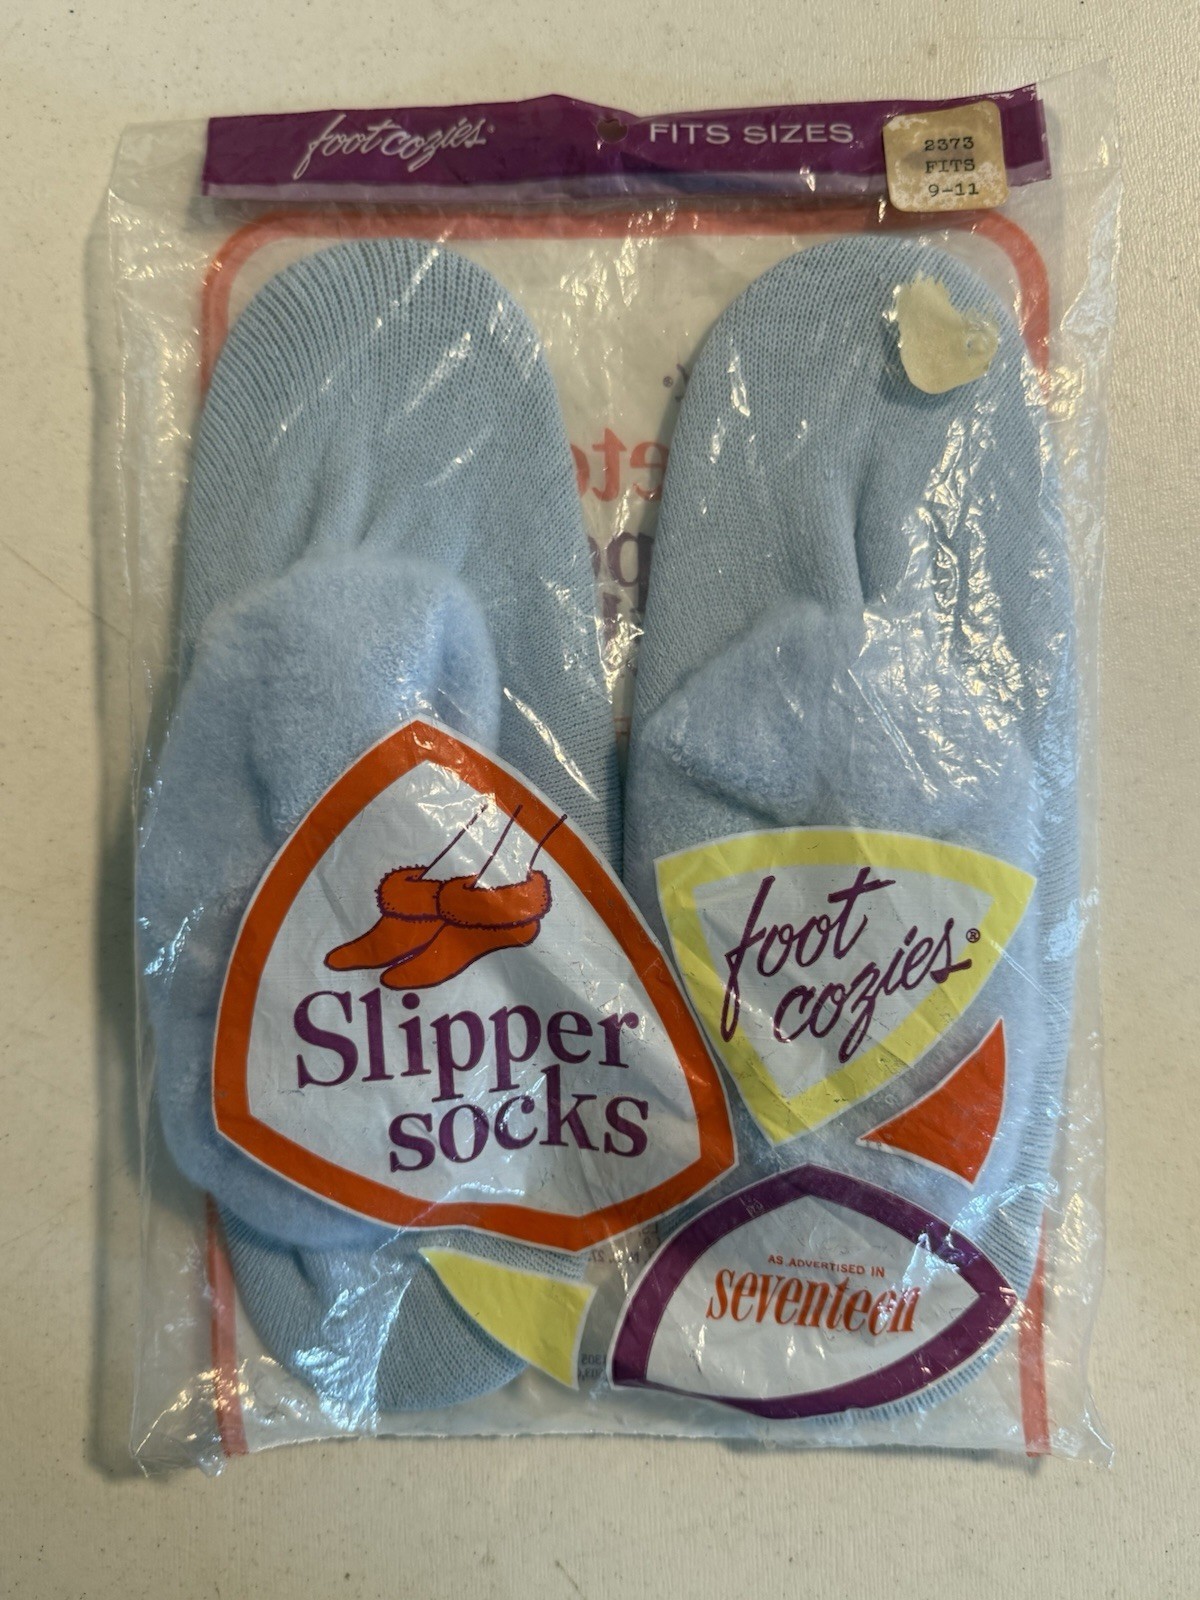 foot cozies®
FITS SIZES
2373
FITS
9-11
Slipper
socks
foot
cozies®
AS ADVERTISED IN
seventeen